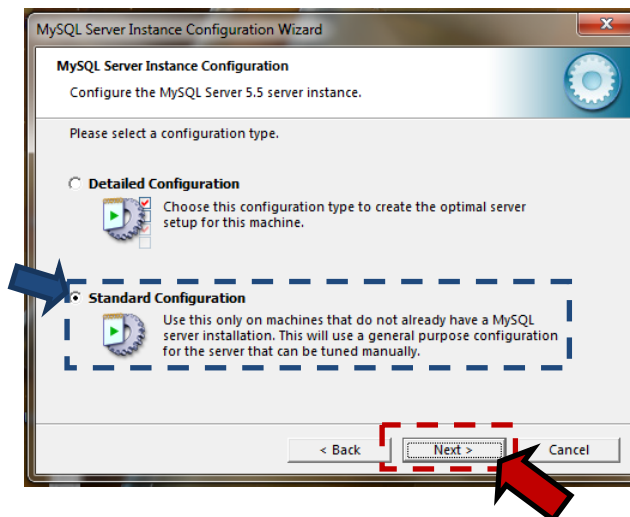 MySQL Server Instance Configuration Wizard
MySQL Server Instance Configuration
Configure the MySQL Server 5.5 server instance.
Please select a configuration type.
Detailed Configuration
Choose this configuration type to create the optimal server
setup for this machine.
Standard Configuration
Use this only on machines that do not already have a MySQL
server installation. This will use a general purpose configuration
for the server that can be tuned manually.
< Back Next > Cancel